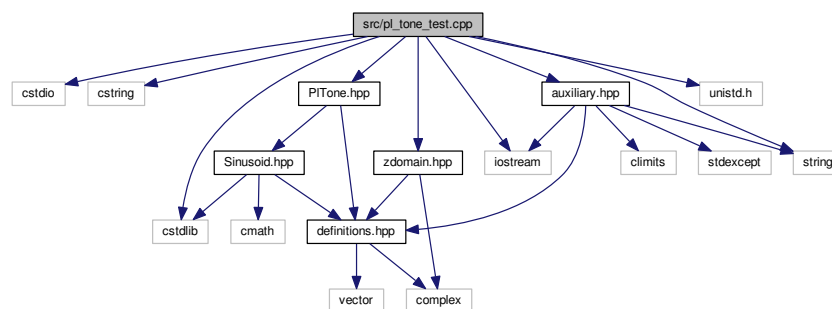 src/pl_tone_test.cpp
cstdio
cstring
PlTone.hpp
auxiliary.hpp
unistd.h
Sinusoid.hpp
zdomain.hpp
iostream
climits
stdexcept
string
cstdlib
cmath
definitions.hpp
vector
complex